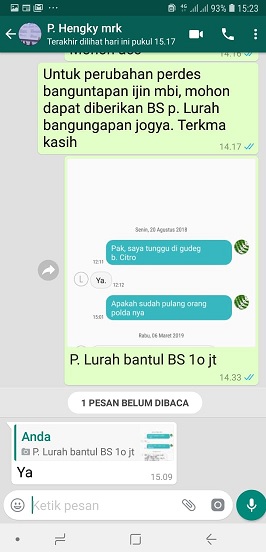 93% 15:23
P. Hengky mrk
Terakhir dilihat hari ini pukul 15.17
14.16
Untuk perubahan perdes
banguntapan ijin mbi, mohon
dapat diberikan BS p. Lurah
bangungapan jogya. Terkma
kasih
14.17
Senin, 20 Agustus 2018
Pak, saya tunggu di gudeg
b. Citro
12:11
L
Ya.
12:12
Apakah sudah pulang orang
polda nya
15:01
Rabu, 06 Maret 2019
P. Lurah bantul BS 1o jt
14.33
1 PESAN BELUM DIBACA
Anda
P. Lurah bantul BS 1o jt
Ya
15.09
Ketik pesan